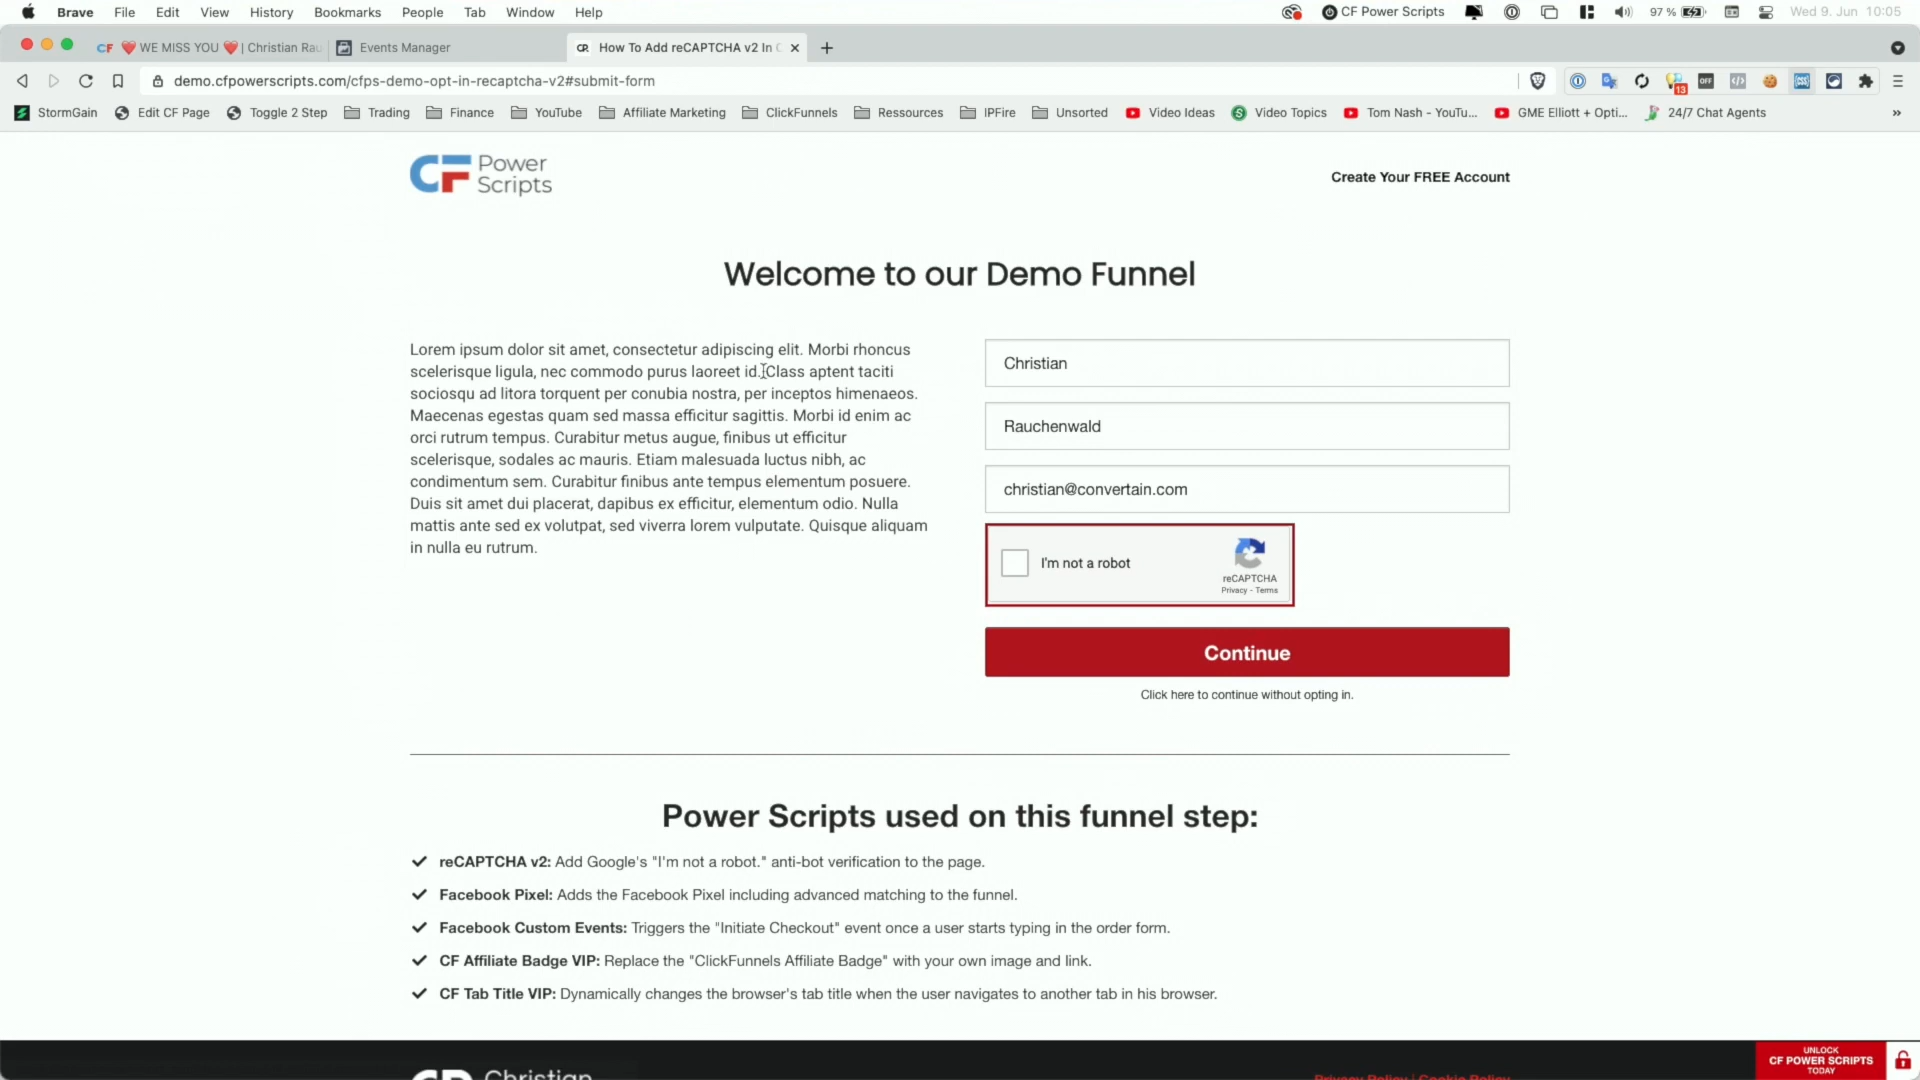 Brave File Edit View History Bookmarks People Tab Window Help CF Power Scripts 97 % Wed 9. Jun 10:05
CF ❤️ WE MISS YOU ❤️ | Christian Rau Events Manager How To Add reCAPTCHA v2 In
demo.cfpowerscripts.com/cfps-demo-opt-in-recaptcha-v2#submit-form OFF 13
StormGain Edit CF Page Toggle 2 Step Trading Finance YouTube Affiliate Marketing ClickFunnels Ressources IPFire Unsorted Video Ideas Video Topics Tom Nash - YouTu... GME Elliott + Opti... 24/7 Chat Agents »
CF Power
Scripts
Create Your FREE Account
Welcome to our Demo Funnel
Lorem ipsum dolor sit amet, consectetur adipiscing elit. Morbi rhoncus
scelerisque ligula, nec commodo purus laoreet id. Class aptent taciti
sociosqu ad litora torquent per conubia nostra, per inceptos himenaeos.
Maecenas egestas quam sed massa efficitur sagittis. Morbi id enim ac
orci rutrum tempus. Curabitur metus augue, finibus ut efficitur
scelerisque, sodales ac mauris. Etiam malesuada luctus nibh, ac
condimentum sem. Curabitur finibus ante tempus elementum posuere.
Duis sit amet dui placerat, dapibus ex efficitur, elementum odio. Nulla
mattis ante sed ex volutpat, sed viverra lorem vulputate. Quisque aliquam
in nulla eu rutrum.
Christian
Rauchenwald
christian@convertain.com
I'm not a robot
reCAPTCHA
Privacy - Terms
Continue
Click here to continue without opting in.
Power Scripts used on this funnel step:
reCAPTCHA v2: Add Google's "I'm not a robot." anti-bot verification to the page.
Facebook Pixel: Adds the Facebook Pixel including advanced matching to the funnel.
Facebook Custom Events: Triggers the "Initiate Checkout" event once a user starts typing in the order form.
CF Affiliate Badge VIP: Replace the "ClickFunnels Affiliate Badge" with your own image and link.
CF Tab Title VIP: Dynamically changes the browser's tab title when the user navigates to another tab in his browser.
Christian
Privacy Policy | Cookie Policy
UNLOCK
CF POWER SCRIPTS
TODAY